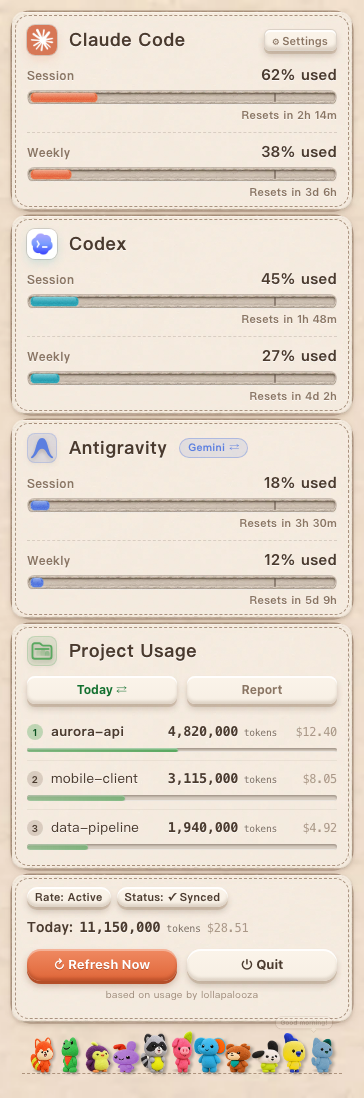 Claude Code
⚙ Settings
Session 62% used
Resets in 2h 14m
Weekly 38% used
Resets in 3d 6h
Codex
Session 45% used
Resets in 1h 48m
Weekly 27% used
Resets in 4d 2h
Antigravity Gemini ⇄
Session 18% used
Resets in 3h 30m
Weekly 12% used
Resets in 5d 9h
Project Usage
Today ⇄ Report
1 aurora-api 4,820,000 tokens $12.40
2 mobile-client 3,115,000 tokens $8.05
3 data-pipeline 1,940,000 tokens $4.92
Rate: Active Status: ✓ Synced
Today: 11,150,000 tokens $28.51
↻ Refresh Now ⏻ Quit
based on usage by lollapalooza
Good morning!